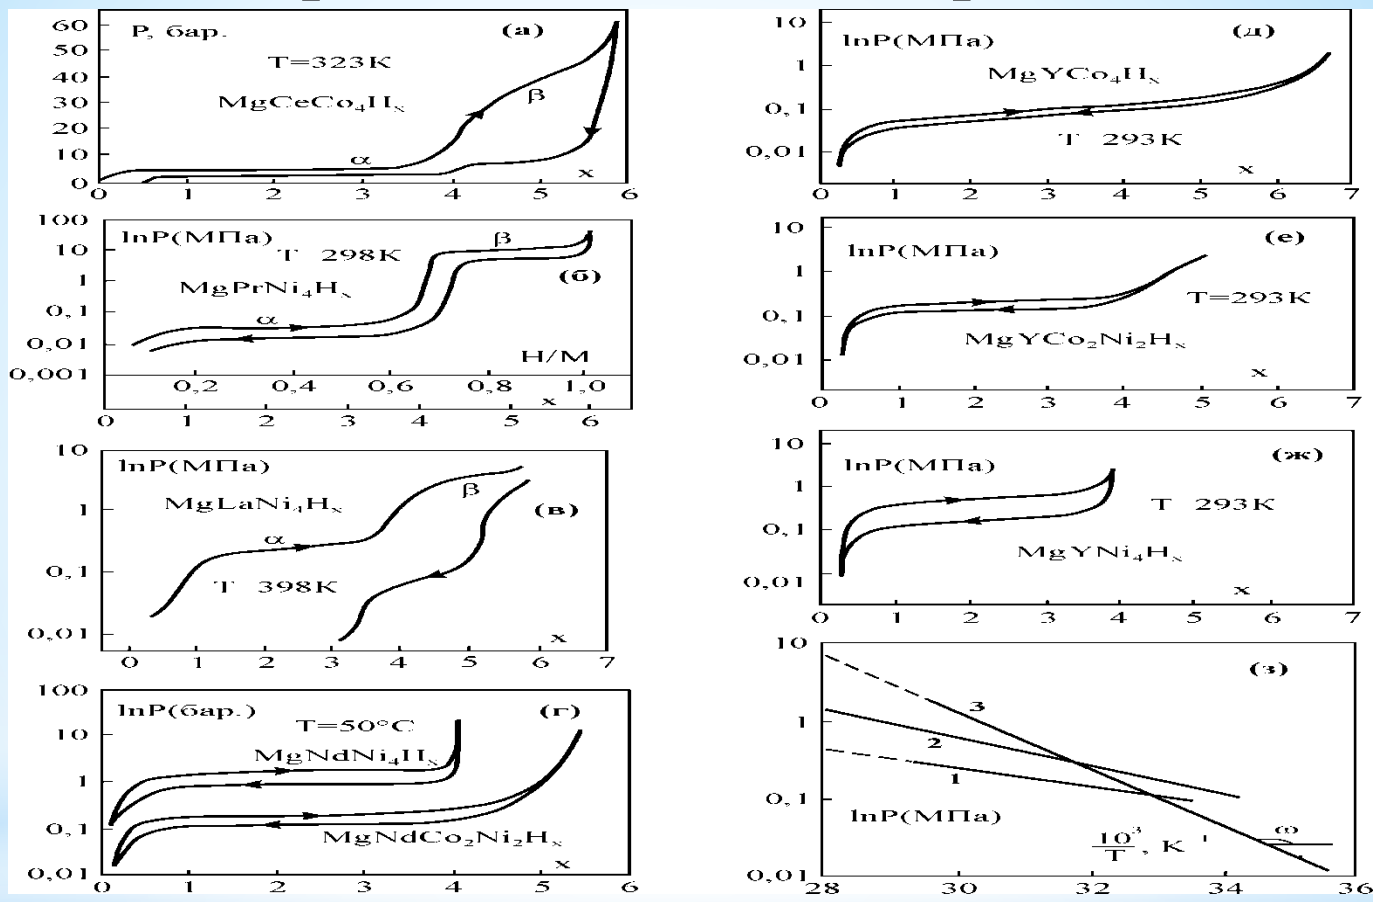 60
P, бар.
(а)
50
T=323K
40
MgCeCo₄Hₓ
β
30
20
10
α
x
0
0 1 2 3 4 5 6
100
lnP(МПа)
T 298K
β
10
(б)
1
MgPrNi₄Hₓ
0,1
α
0,01
H/M
0,001
0,2 0,4 0,6 0,8 1,0
x
0 1 2 3 4 5 6
10
lnP(МПа)
MgLaNi₄Hₓ
β
(в)
1
α
0,1
T 398K
0,01
x
0 1 2 3 4 5 6 7
100
lnP(бар.)
T=50°C
(г)
10
MgNdNi₄Hₓ
1
0,1
MgNdCo₂Ni₂Hₓ
x
0,01
0 1 2 3 4 5 6
10
lnP(МПа)
(д)
1
MgYCo₄Hₓ
0,1
T 293K
0,01
x
0 1 2 3 4 5 6 7
10
lnP(МПа)
(е)
1
T=293K
0,1
MgYCo₂Ni₂Hₓ
0,01
x
0 1 2 3 4 5 6 7
10
lnP(МПа)
(ж)
1
T 293K
0,1
MgYNi₄Hₓ
0,01
x
0 1 2 3 4 5 6 7
10
(з)
3
1
2
1
0,1
lnP(МПа)
10³/T, K
ω
0,01
28 30 32 34 36